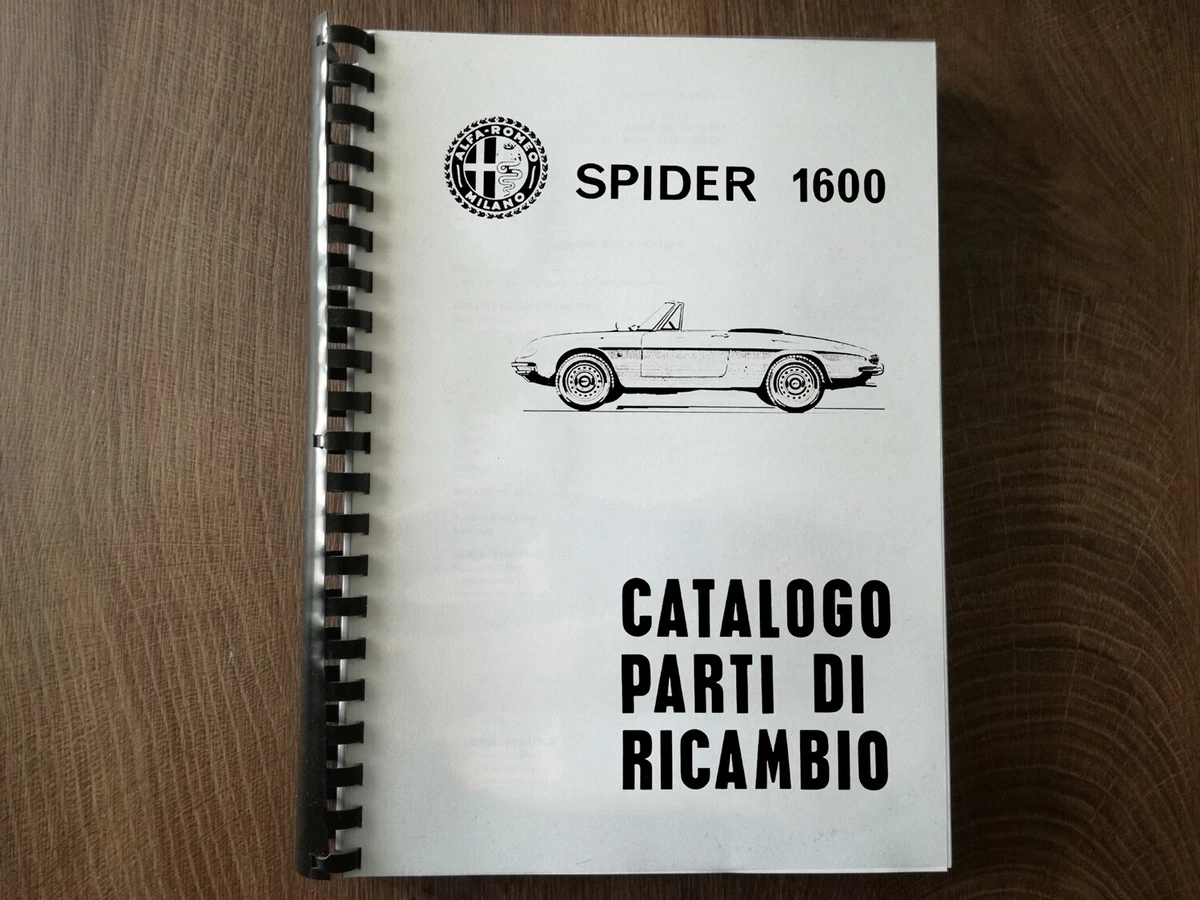 ALFA-ROMEO
MILANO
SPIDER 1600
CATALOGO
PARTI DI
RICAMBIO